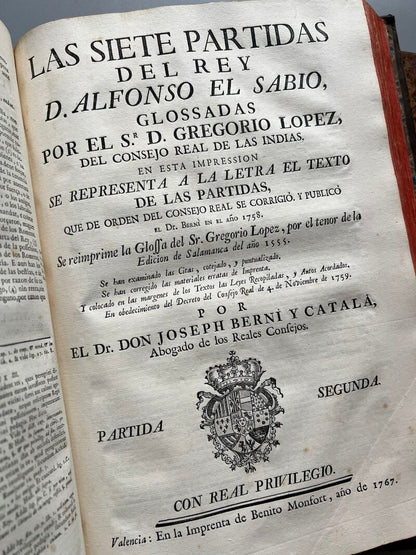 LAS SIETE PARTIDAS
DEL REY
D. ALFONSO EL SABIO,
GLOSSADAS
POR EL S.R D. GREGORIO LOPEZ,
DEL CONSEJO REAL DE LAS INDIAS.
EN ESTA IMPRESSION
SE REPRESENTA A LA LETRA EL TEXTO
DE LAS PARTIDAS,
QUE DE ORDEN DEL CONSEJO REAL SE CORRIGIÒ, Y PUBLICÒ
EL Dr. BERNÌ EN EL AÑO 1758.
Se reimprime la Glossa del Sr. Gregorio Lopez, por el tenor de la
Edicion de Salamanca del año 1555.
Se han examinado las Citas, cotejado, y puntualizado.
Se han corregido las materiales erratas de Imprenta.
Y colocado en las margenes de los Textos las Leyes Recopiladas, y Autos Acordados.
En obedecimiento del Decreto del Consejo Real de 4. de Noviembre de 1759.
POR
EL Dr. DON JOSEPH BERNÌ Y CATALÀ,
Abogado de los Reales Consejos.
PARTIDA SEGUNDA.
CON REAL PRIVILEGIO.
Valencia: En la Imprenta de Benito Monfort, año de 1767.